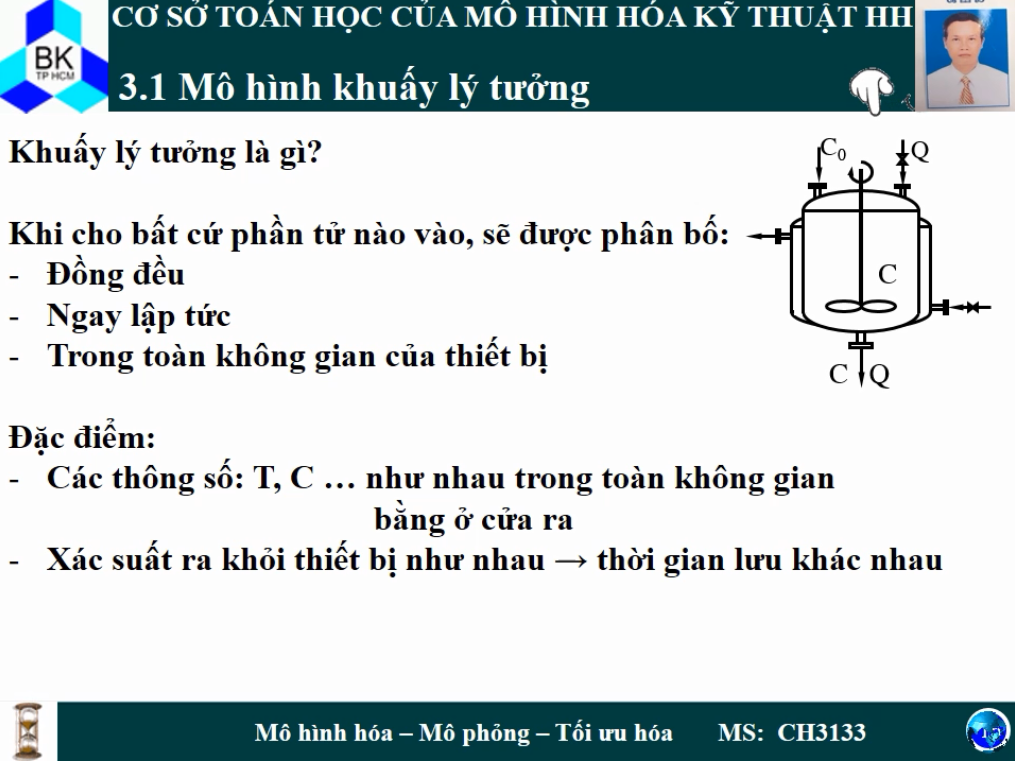 CƠ SỞ TOÁN HỌC CỦA MÔ HÌNH HÓA KỸ THUẬT HH
BK
TP HCM
3.1 Mô hình khuấy lý tưởng
Khuấy lý tưởng là gì?
C0
Q
Khi cho bất cứ phần tử nào vào, sẽ được phân bố:
- Đồng đều
C
- Ngay lập tức
- Trong toàn không gian của thiết bị
C Q
Đặc điểm:
- Các thông số: T, C … như nhau trong toàn không gian
bằng ở cửa ra
- Xác suất ra khỏi thiết bị như nhau → thời gian lưu khác nhau
Mô hình hóa – Mô phỏng – Tối ưu hóa MS: CH3133